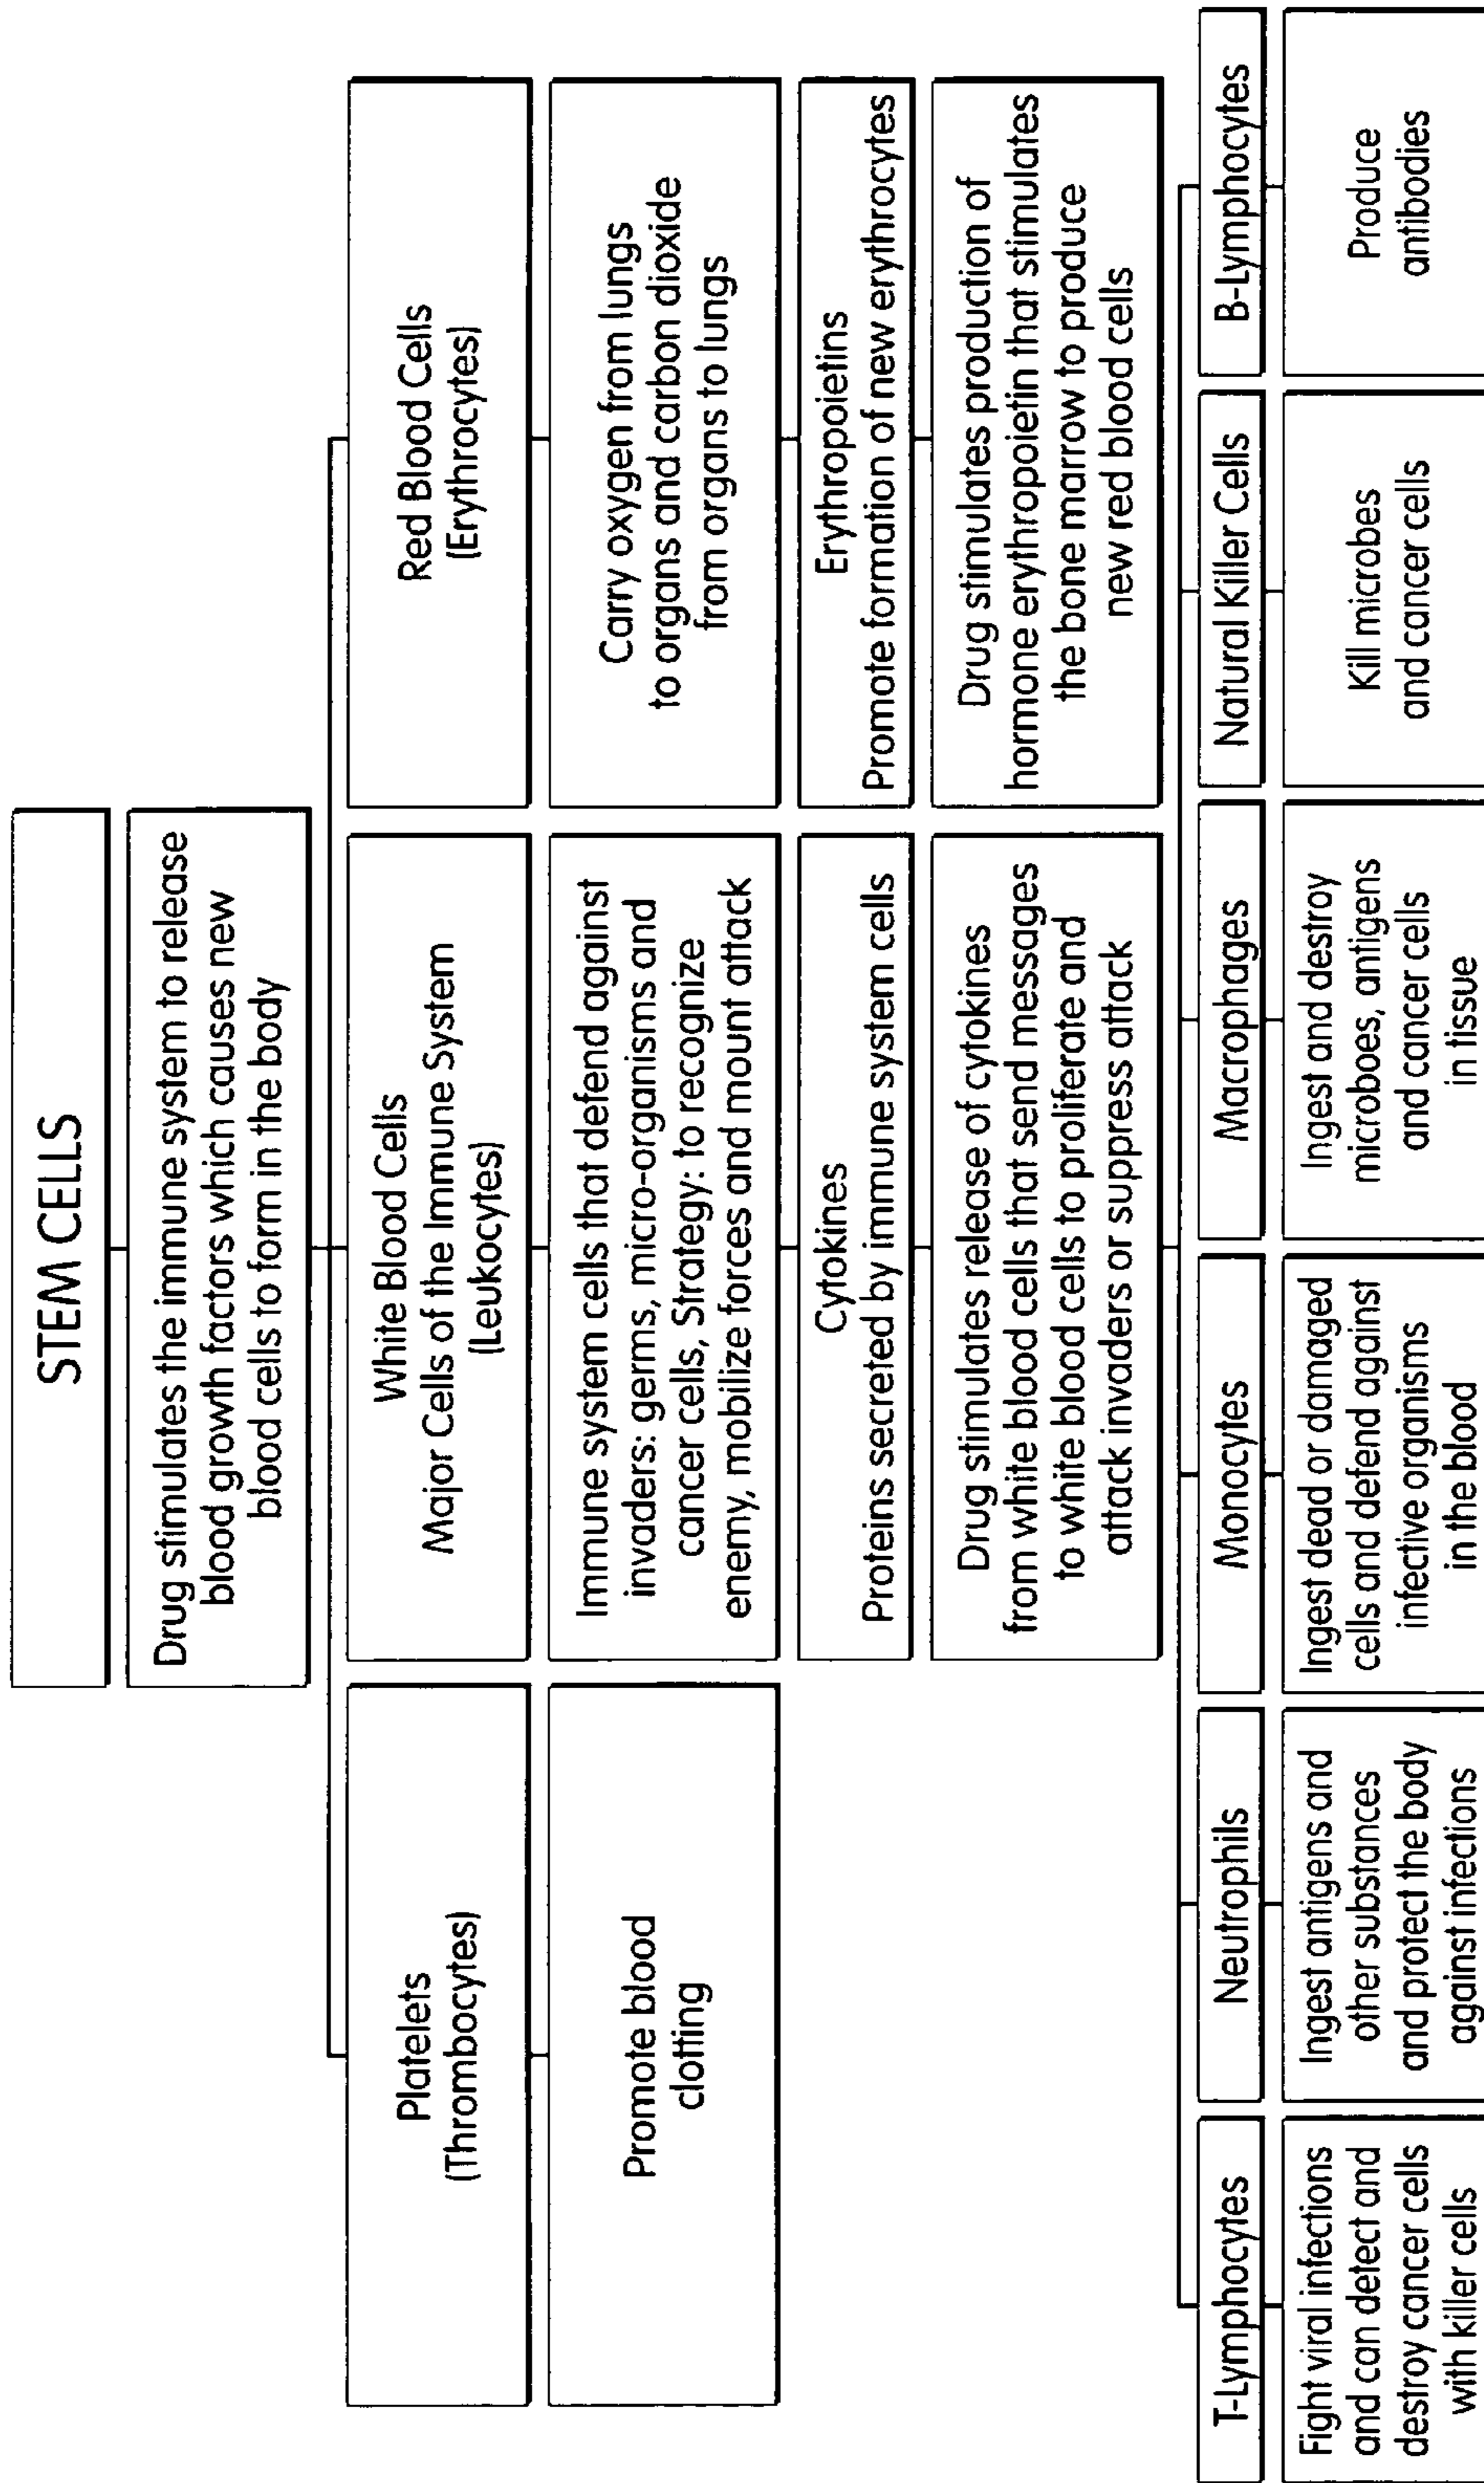 STEM CELLS
Drug stimulates the immune system to release
blood growth factors which causes new
blood cells to form in the body
Platelets
(Thrombocytes)
Promote blood
clotting
White Blood Cells
Major Cells of the Immune System
(Leukocytes)
Immune system cells that defend against
invaders: germs, micro-organisms and
cancer cells, Strategy: to recognize
enemy, mobilize forces and mount attack
Cytokines
Proteins secreted by immune system cells
Drug stimulates release of cytokines
from white blood cells that send messages
to white blood cells to proliferate and
attack invaders or suppress attack
Red Blood Cells
(Erythrocytes)
Carry oxygen from lungs
to organs and carbon dioxide
from organs to lungs
Erythropoietins
Promote formation of new erythrocytes
Drug stimulates production of
hormone erythropoietin that stimulates
the bone marrow to produce
new red blood cells
T-Lymphocytes
Fight viral infections
and can detect and
destroy cancer cells
with killer cells
Neutrophils
Ingest antigens and
other substances
and protect the body
against infections
Monocytes
Ingest dead or damaged
cells and defend against
infective organisms
in the blood
Macrophages
Ingest and destroy
microboes, antigens
and cancer cells
in tissue
Natural Killer Cells
Kill microbes
and cancer cells
B-Lymphocytes
Produce
antibodies